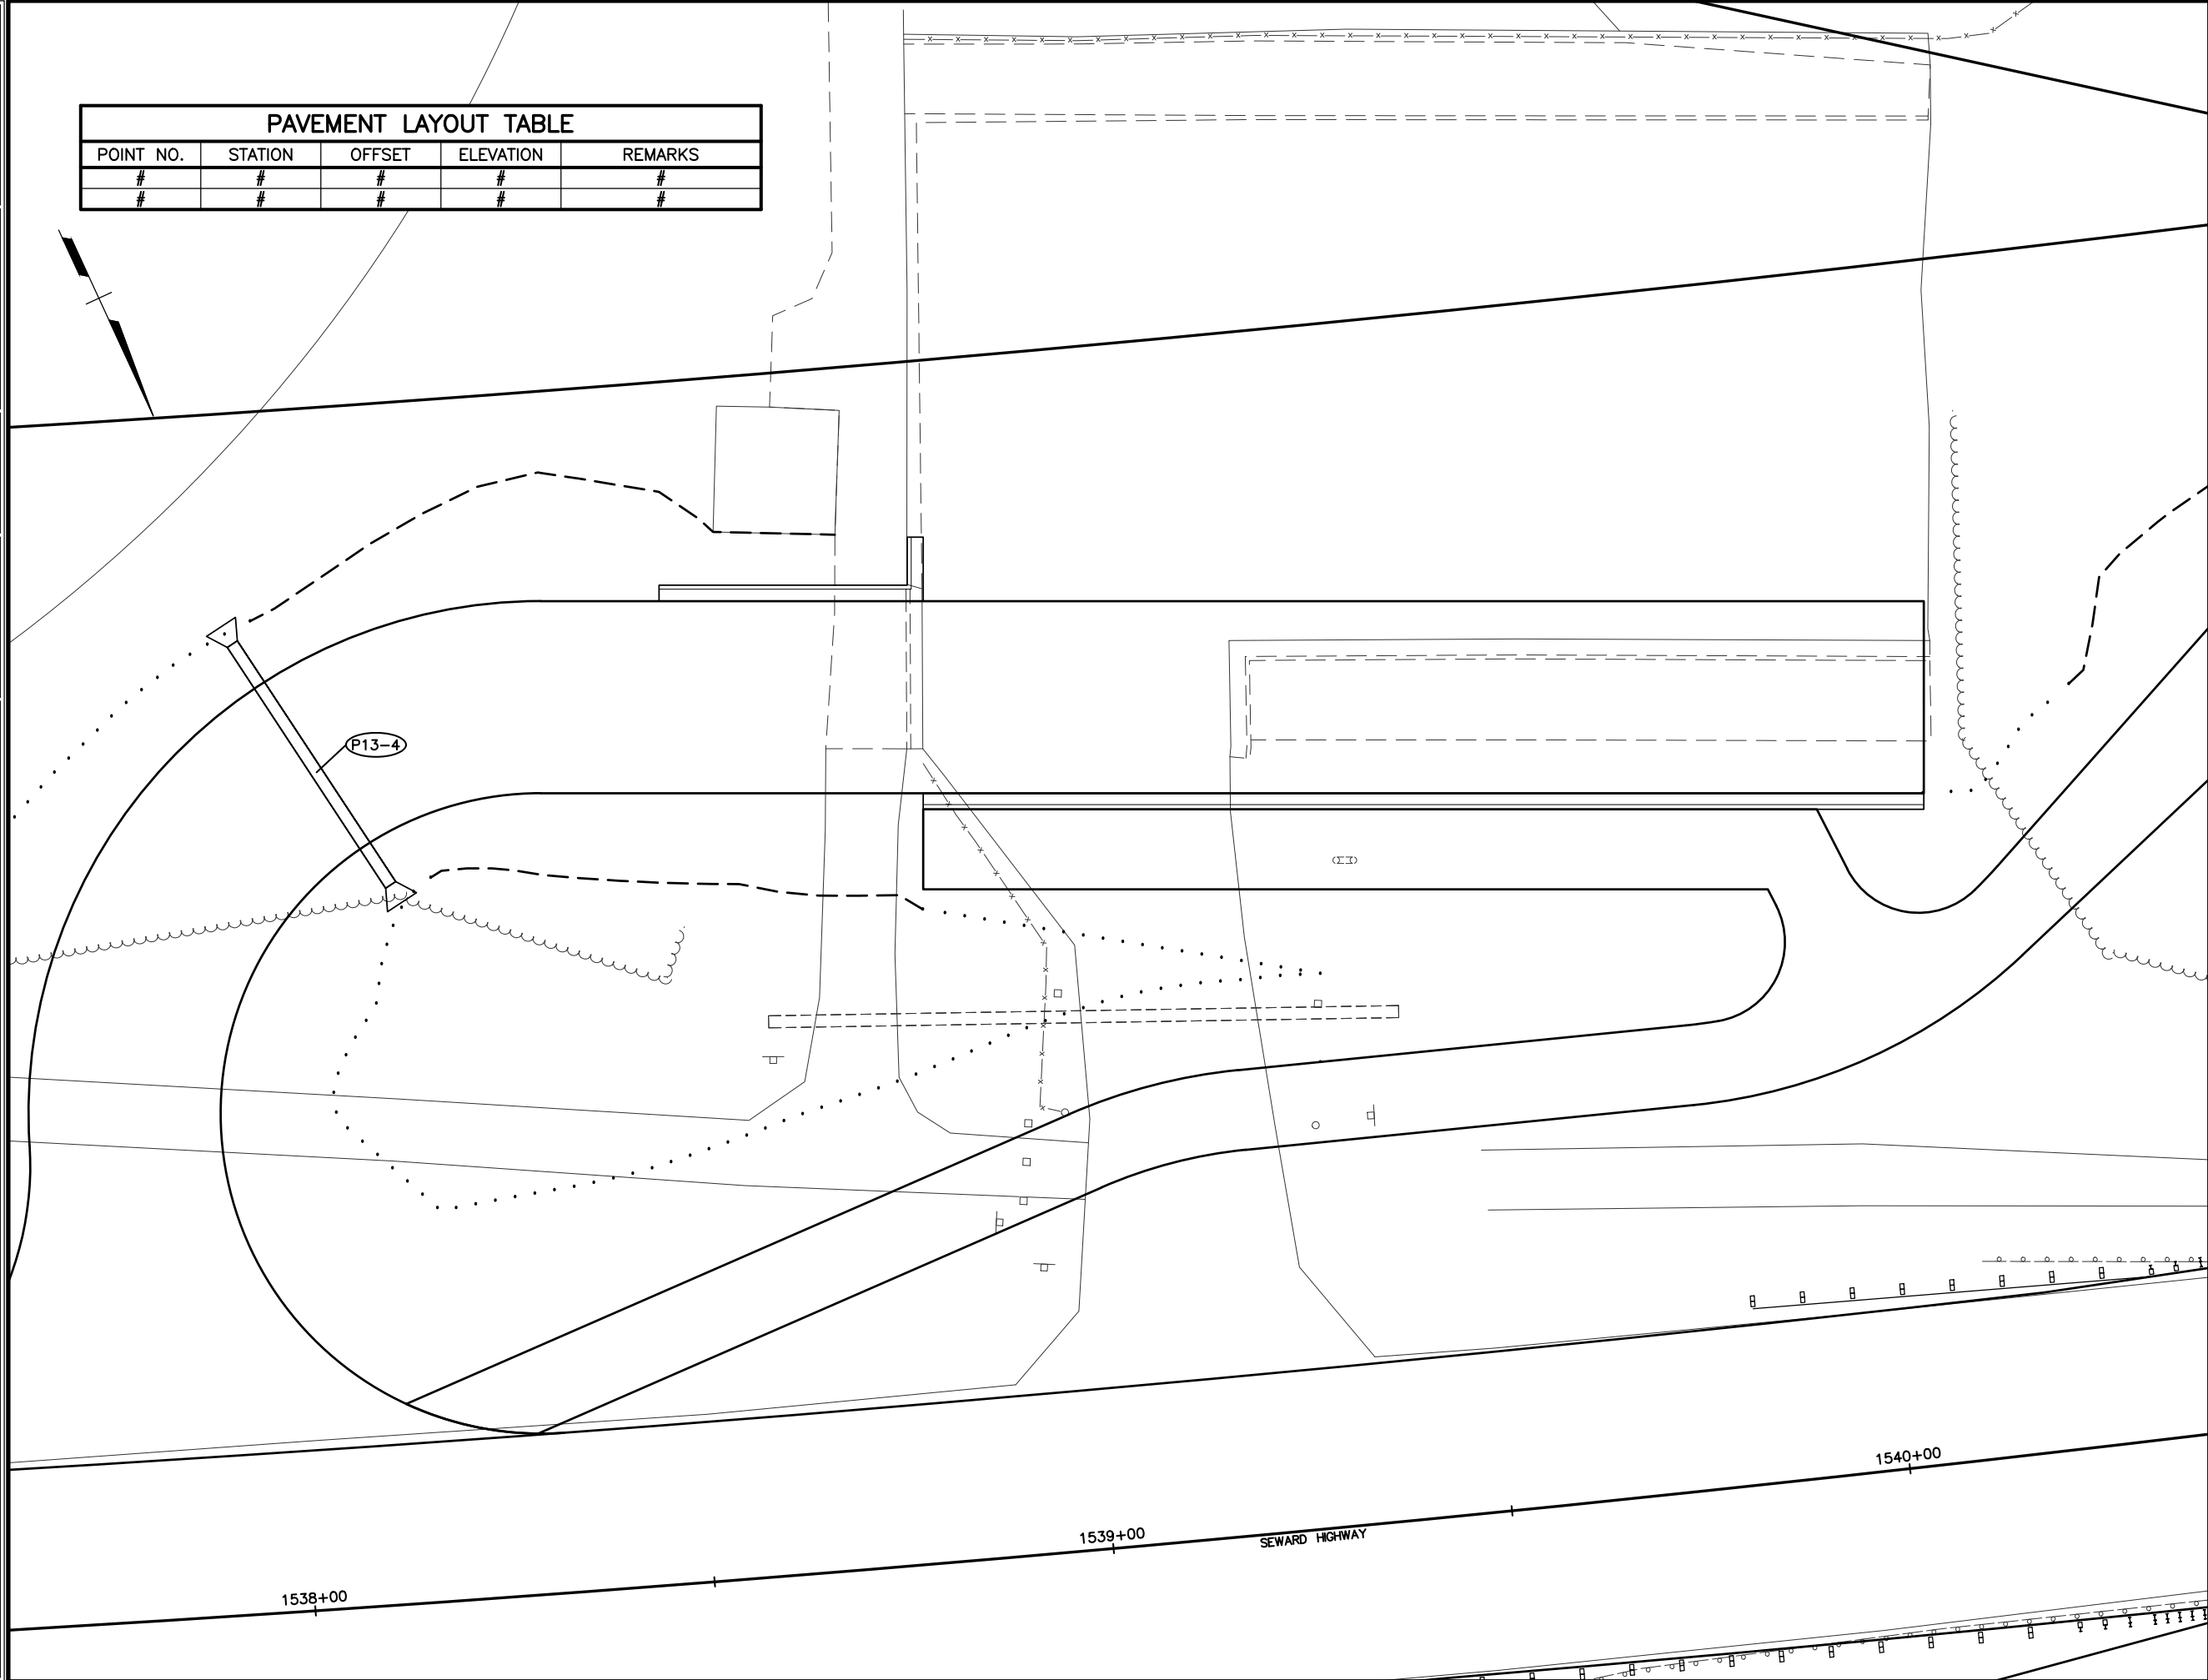 PAVEMENT LAYOUT TABLE
POINT NO. STATION OFFSET ELEVATION REMARKS
# # # # #
# # # # #
P13-4
1540+00
1539+00
SEWARD HIGHWAY
1538+00